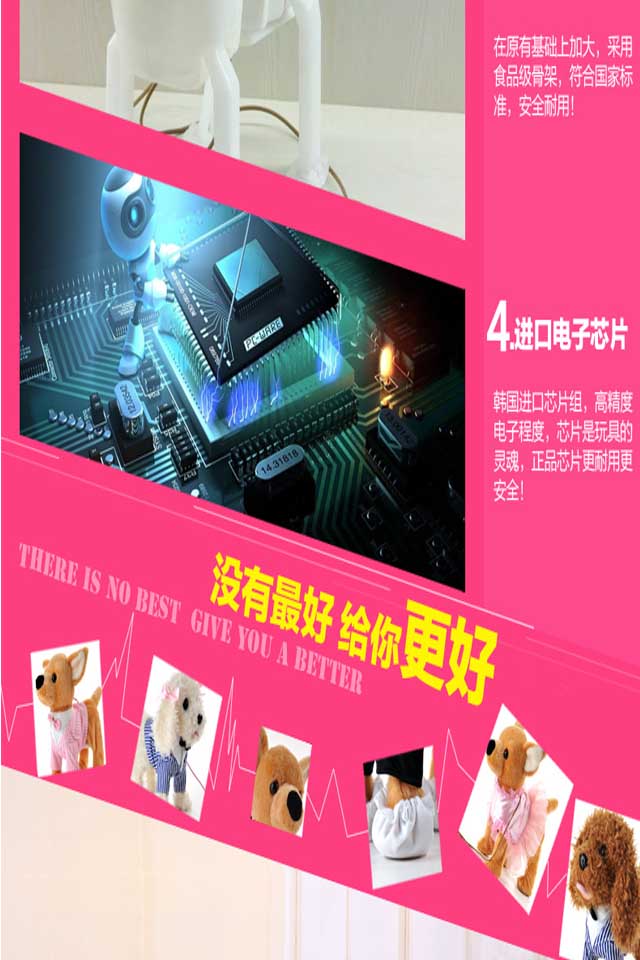 在原有基础上加大，采用
食品级骨架，符合国家标
准，安全耐用！
PC-WARE
4.进口电子芯片
韩国进口芯片组，高精度
电子程度，芯片是玩具的
灵魂，正品芯片更耐用更
安全！
12.05542
14.31818
没有最好 给你更好
THERE IS NO BEST GIVE YOU A BETTER